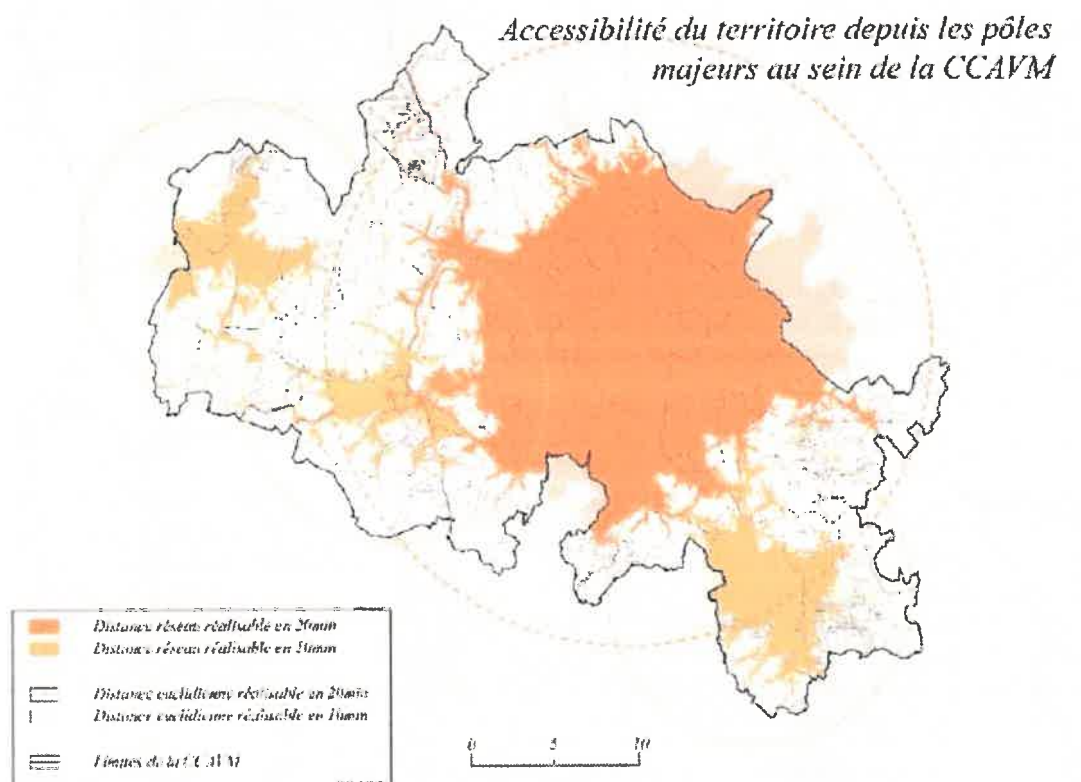 Accessibilité du territoire depuis les pôles
majeurs au sein de la CCAVM
Distance réseau réalisable en 20min
Distance réseau réalisable en 10min
Distance euclidienne réalisable en 20min
Distance euclidienne réalisable en 10min
Limites de la CCAVM
0 5 10